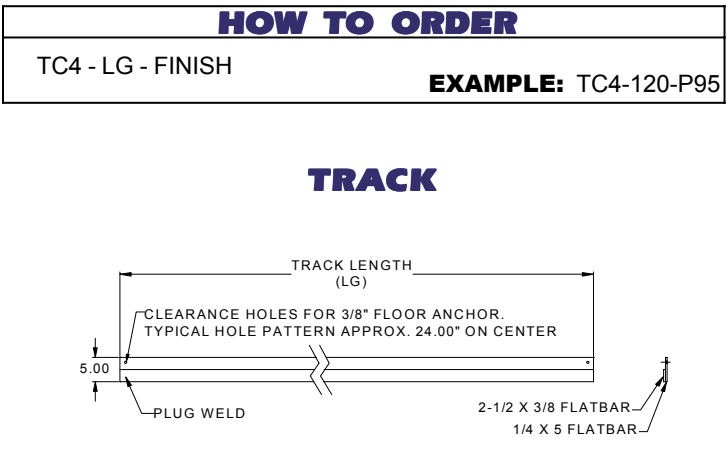 HOW TO ORDER
TC4 - LG - FINISH
EXAMPLE: TC4-120-P95
TRACK
TRACK LENGTH
(LG)
CLEARANCE HOLES FOR 3/8" FLOOR ANCHOR.
TYPICAL HOLE PATTERN APPROX. 24.00" ON CENTER
5.00
PLUG WELD
2-1/2 X 3/8 FLATBAR
1/4 X 5 FLATBAR